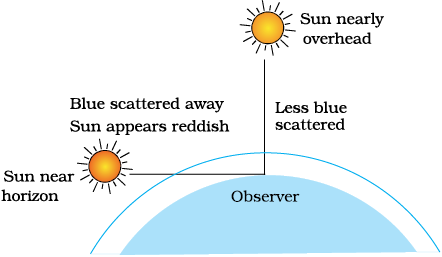 Sun nearly
overhead
Blue scattered away
Sun appears reddish
Less blue
scattered
Sun near
horizon
Observer